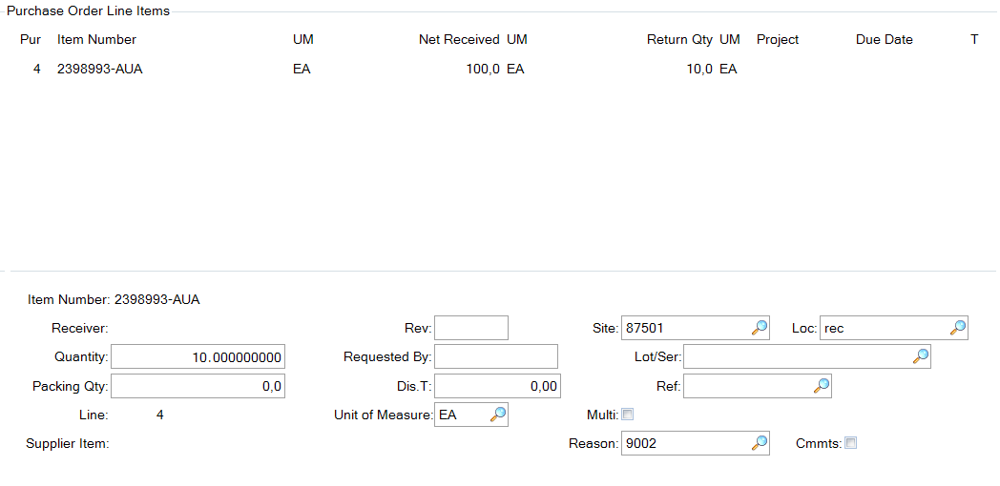 Purchase Order Line Items
Pur Item Number UM Net Received UM Return Qty UM Project Due Date T
4 2398993-AUA EA 100,0 EA 10,0 EA
Item Number: 2398993-AUA
Receiver: Rev: Site: 87501 Loc: rec
Quantity: 10.000000000 Requested By: Lot/Ser:
Packing Qty: 0,0 Dis.T: 0,00 Ref:
Line: 4 Unit of Measure: EA Multi:
Supplier Item: Reason: 9002 Cmmts: